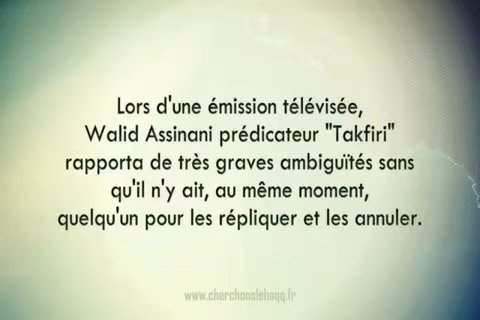 Lors d'une émission télévisée,
Walid Assinani prédicateur "Takfiri"
rapporta de très graves ambiguïtés sans
qu'il n'y ait, au même moment,
quelqu'un pour les répliquer et les annuler.
www.cherchonslehaqq.fr